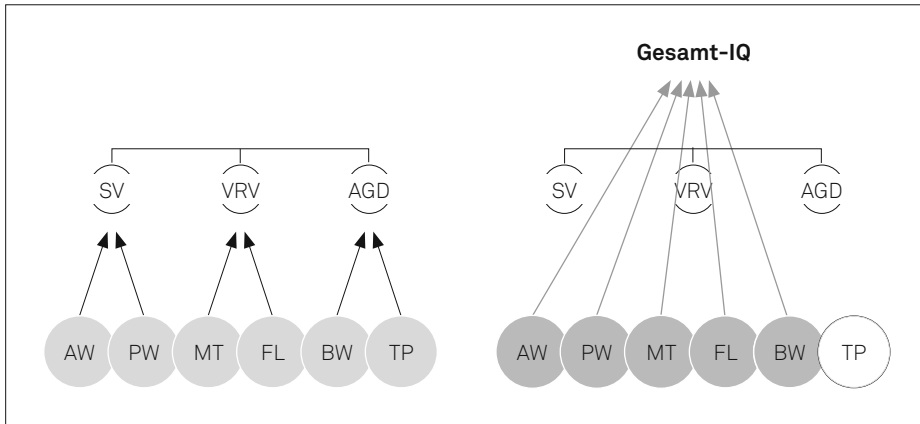 Gesamt-IQ
SV VRV AGD SV VRV AGD
AW PW MT FL BW TP AW PW MT FL BW TP